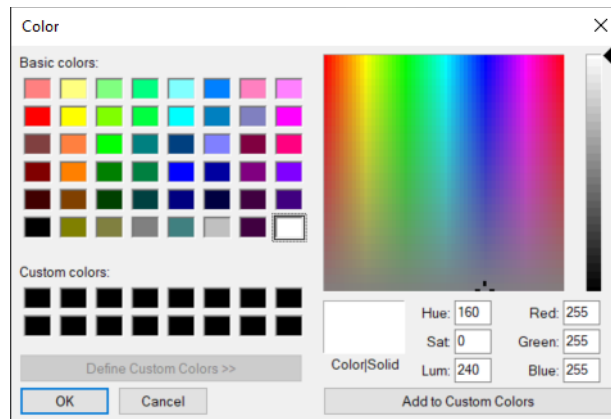 Color
Basic colors:
Custom colors:
Define Custom Colors >>
OK Cancel
Hue: 160 Red: 255
Sat: 0 Green: 255
Color|Solid Lum: 240 Blue: 255
Add to Custom Colors